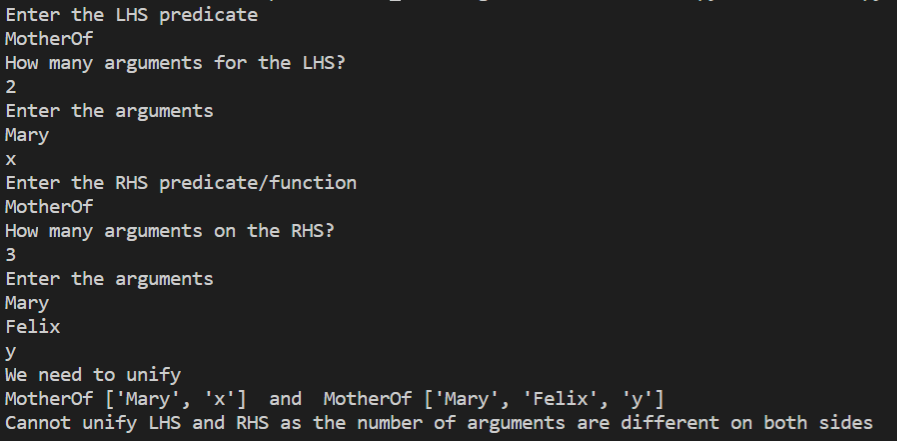 Enter the LHS predicate
MotherOf
How many arguments for the LHS?
2
Enter the arguments
Mary
x
Enter the RHS predicate/function
MotherOf
How many arguments on the RHS?
3
Enter the arguments
Mary
Felix
y
We need to unify
MotherOf ['Mary', 'x']  and  MotherOf ['Mary', 'Felix', 'y']
Cannot unify LHS and RHS as the number of arguments are different on both sides